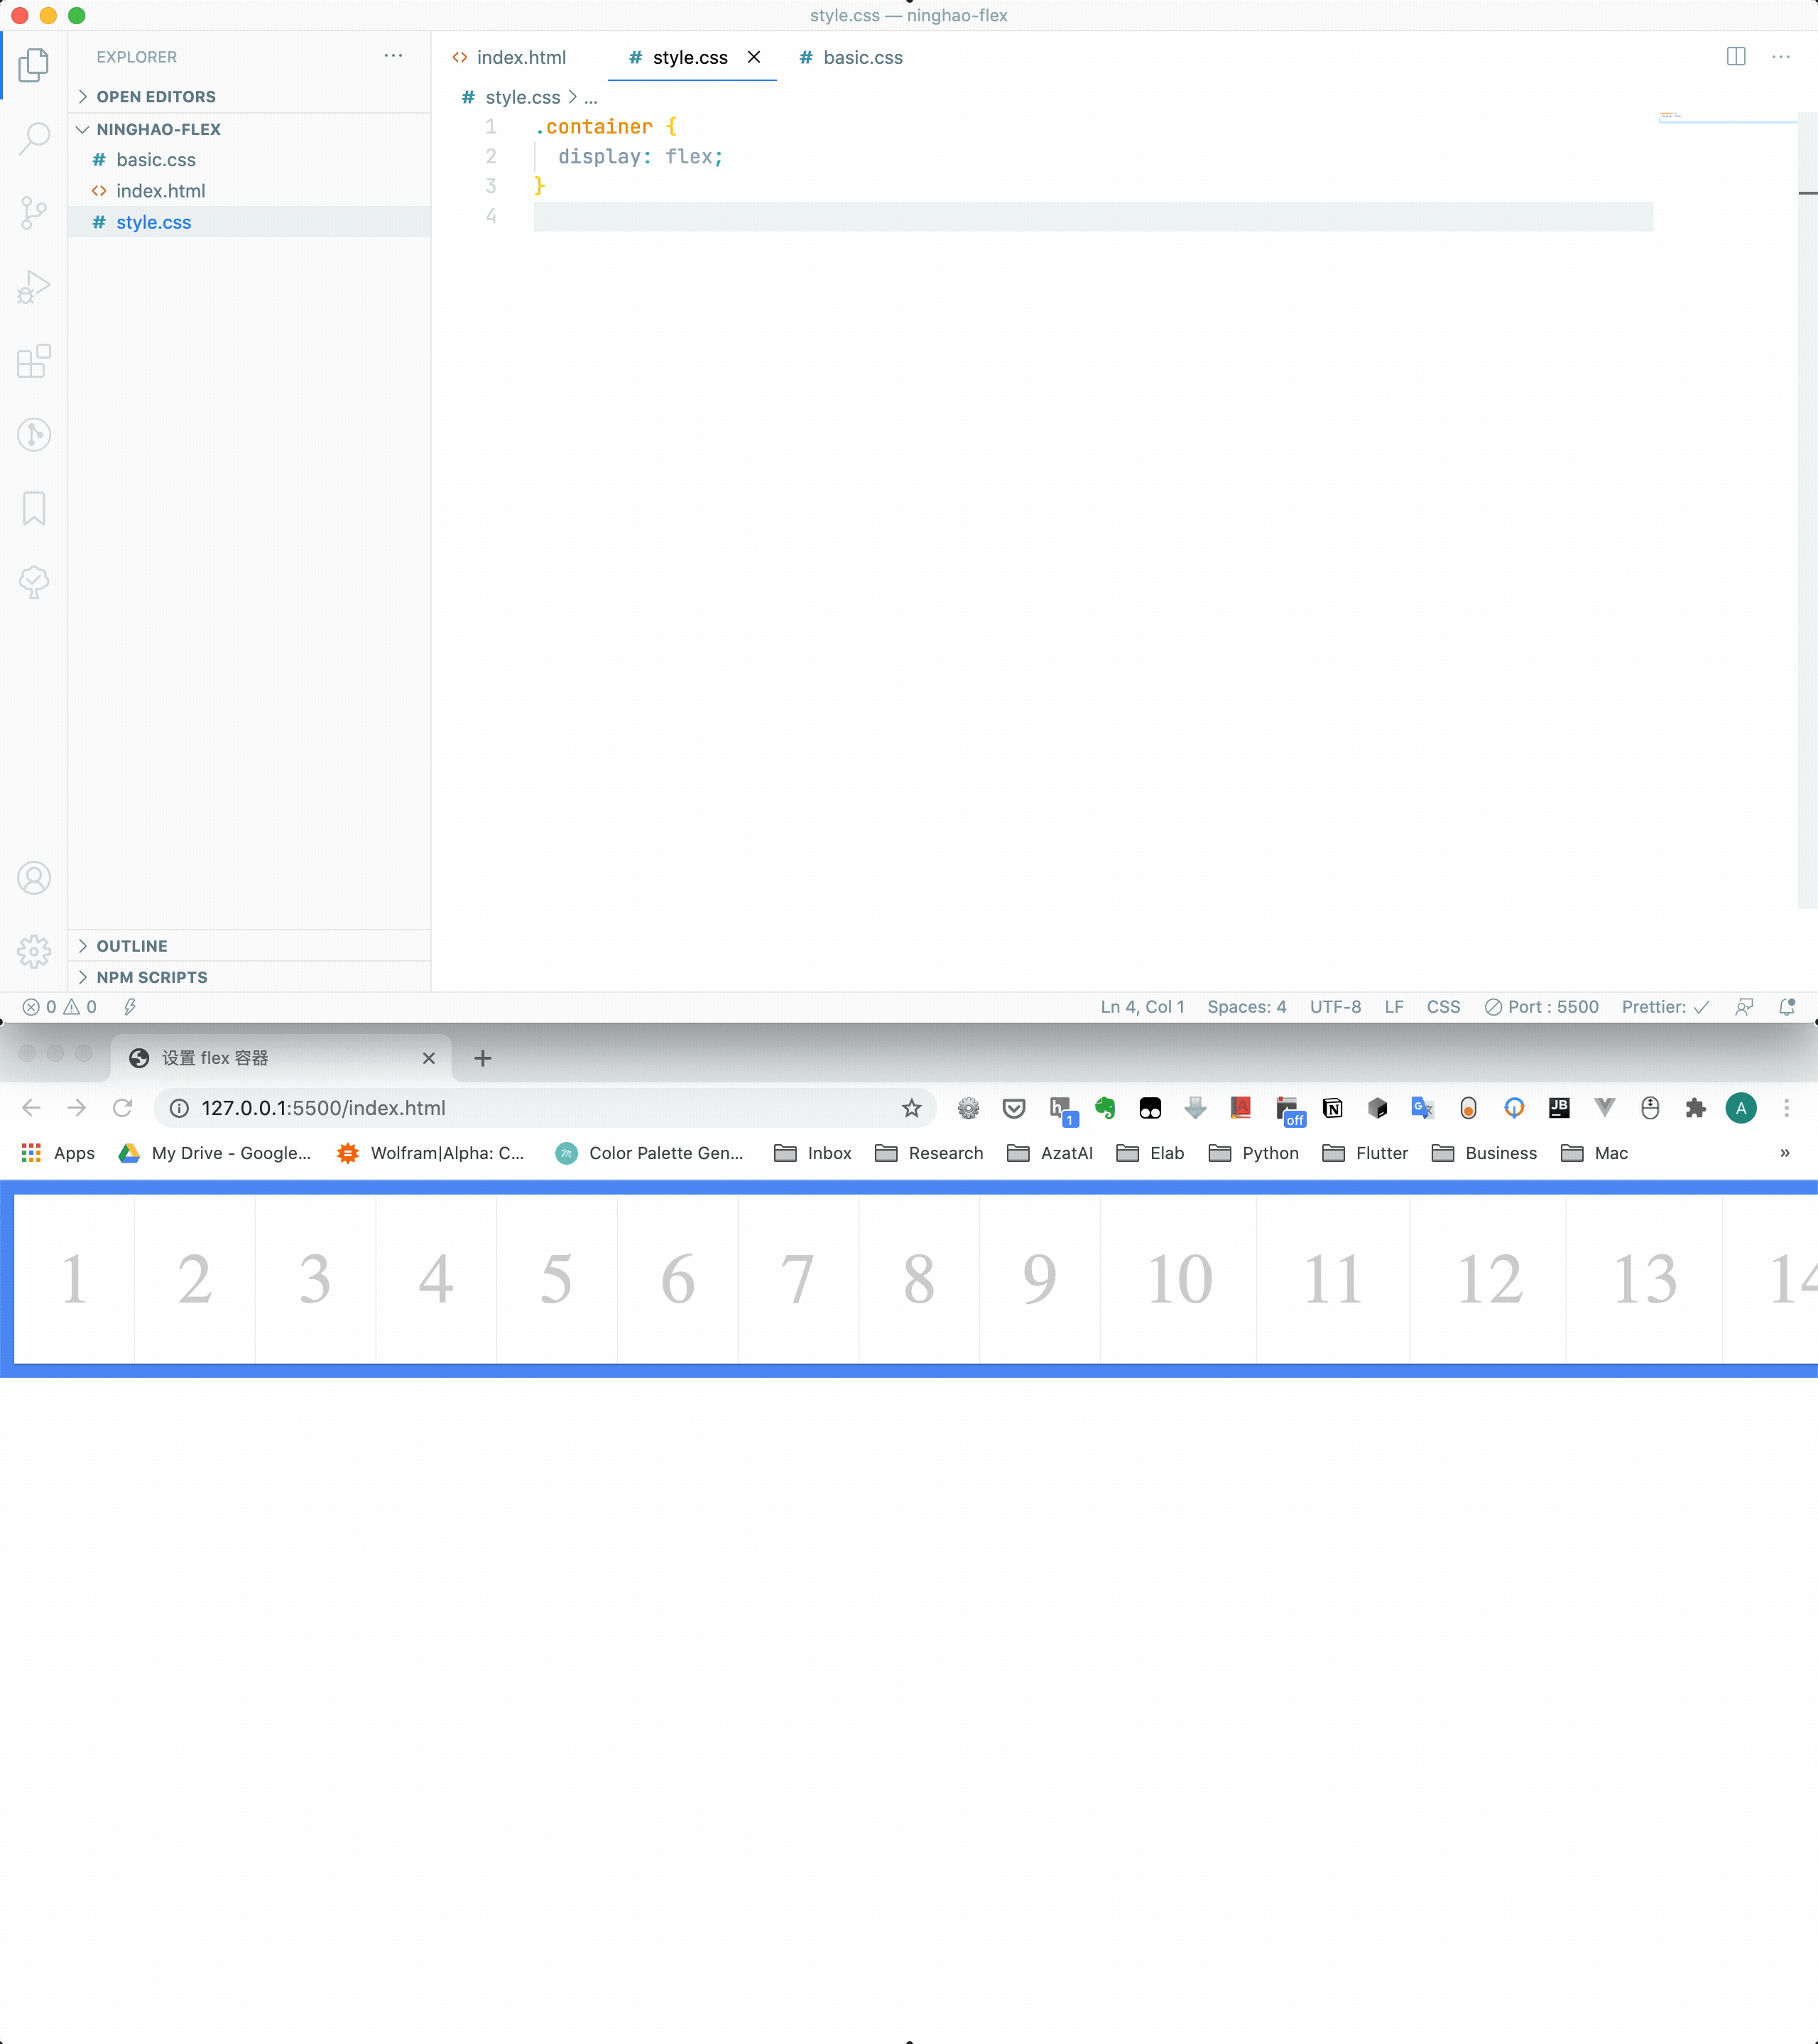 style.css — ninghao-flex
EXPLORER
OPEN EDITORS
NINGHAO-FLEX
# basic.css
<> index.html
# style.css
OUTLINE
NPM SCRIPTS
<> index.html
# style.css
# basic.css
# style.css > ...
1 .container {
2 display: flex;
3 }
4
0 0
Ln 4, Col 1
Spaces: 4
UTF-8
LF
CSS
Port : 5500
Prettier:
设置 flex 容器
127.0.0.1:5500/index.html
1
off
JB
A
Apps
My Drive - Google...
Wolfram|Alpha: C...
Color Palette Gen...
Inbox
Research
AzatAI
Elab
Python
Flutter
Business
Mac
»
1 2 3 4 5 6 7 8 9 10 11 12 13 14